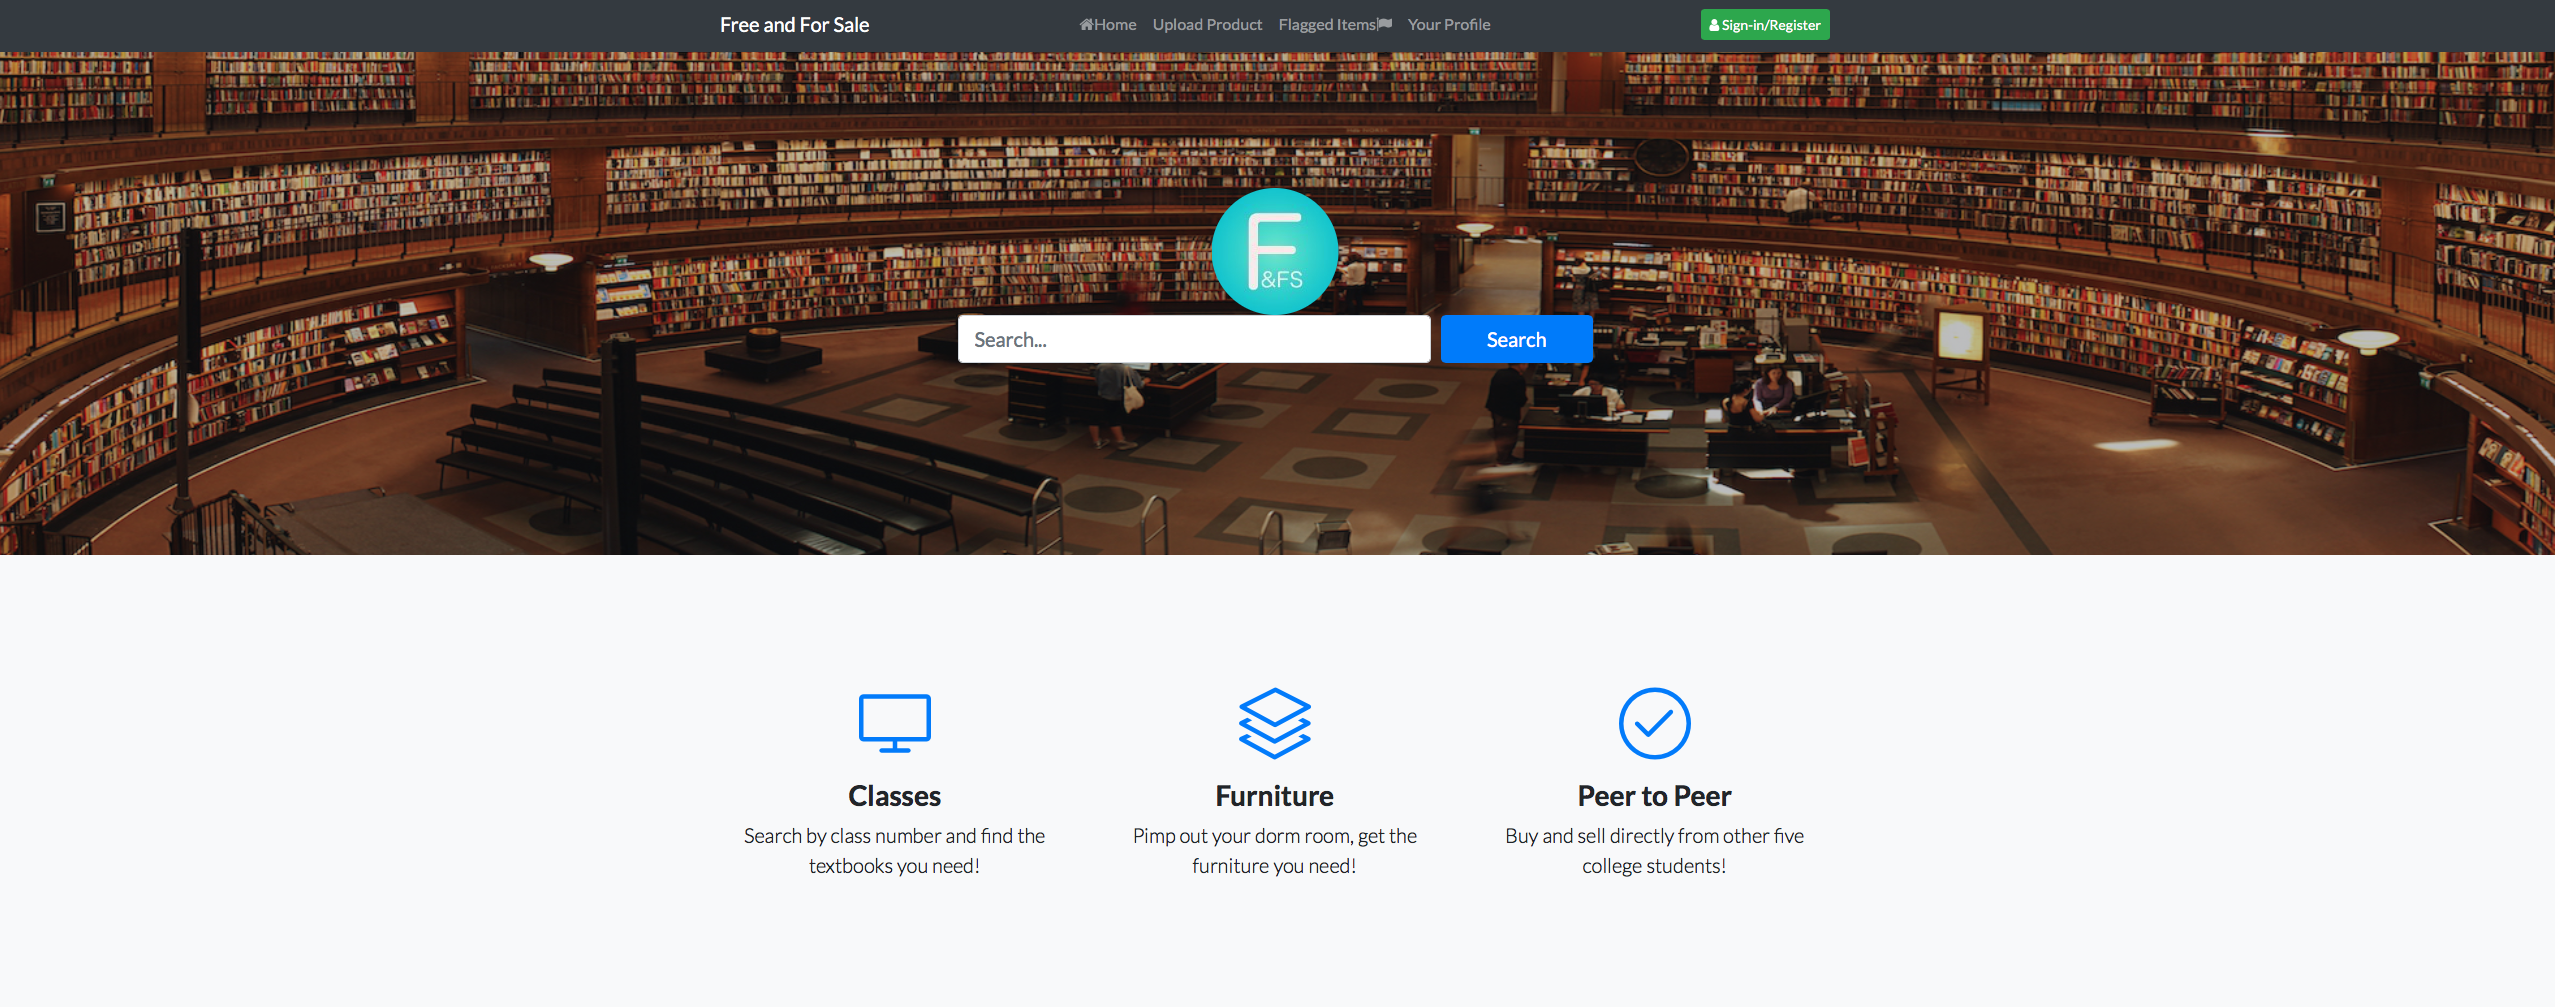 Free and For Sale
Home Upload Product Flagged Items Your Profile
Sign-in/Register
F
&FS
Search...
Search
Classes
Search by class number and find the
textbooks you need!
Furniture
Pimp out your dorm room, get the
furniture you need!
Peer to Peer
Buy and sell directly from other five
college students!